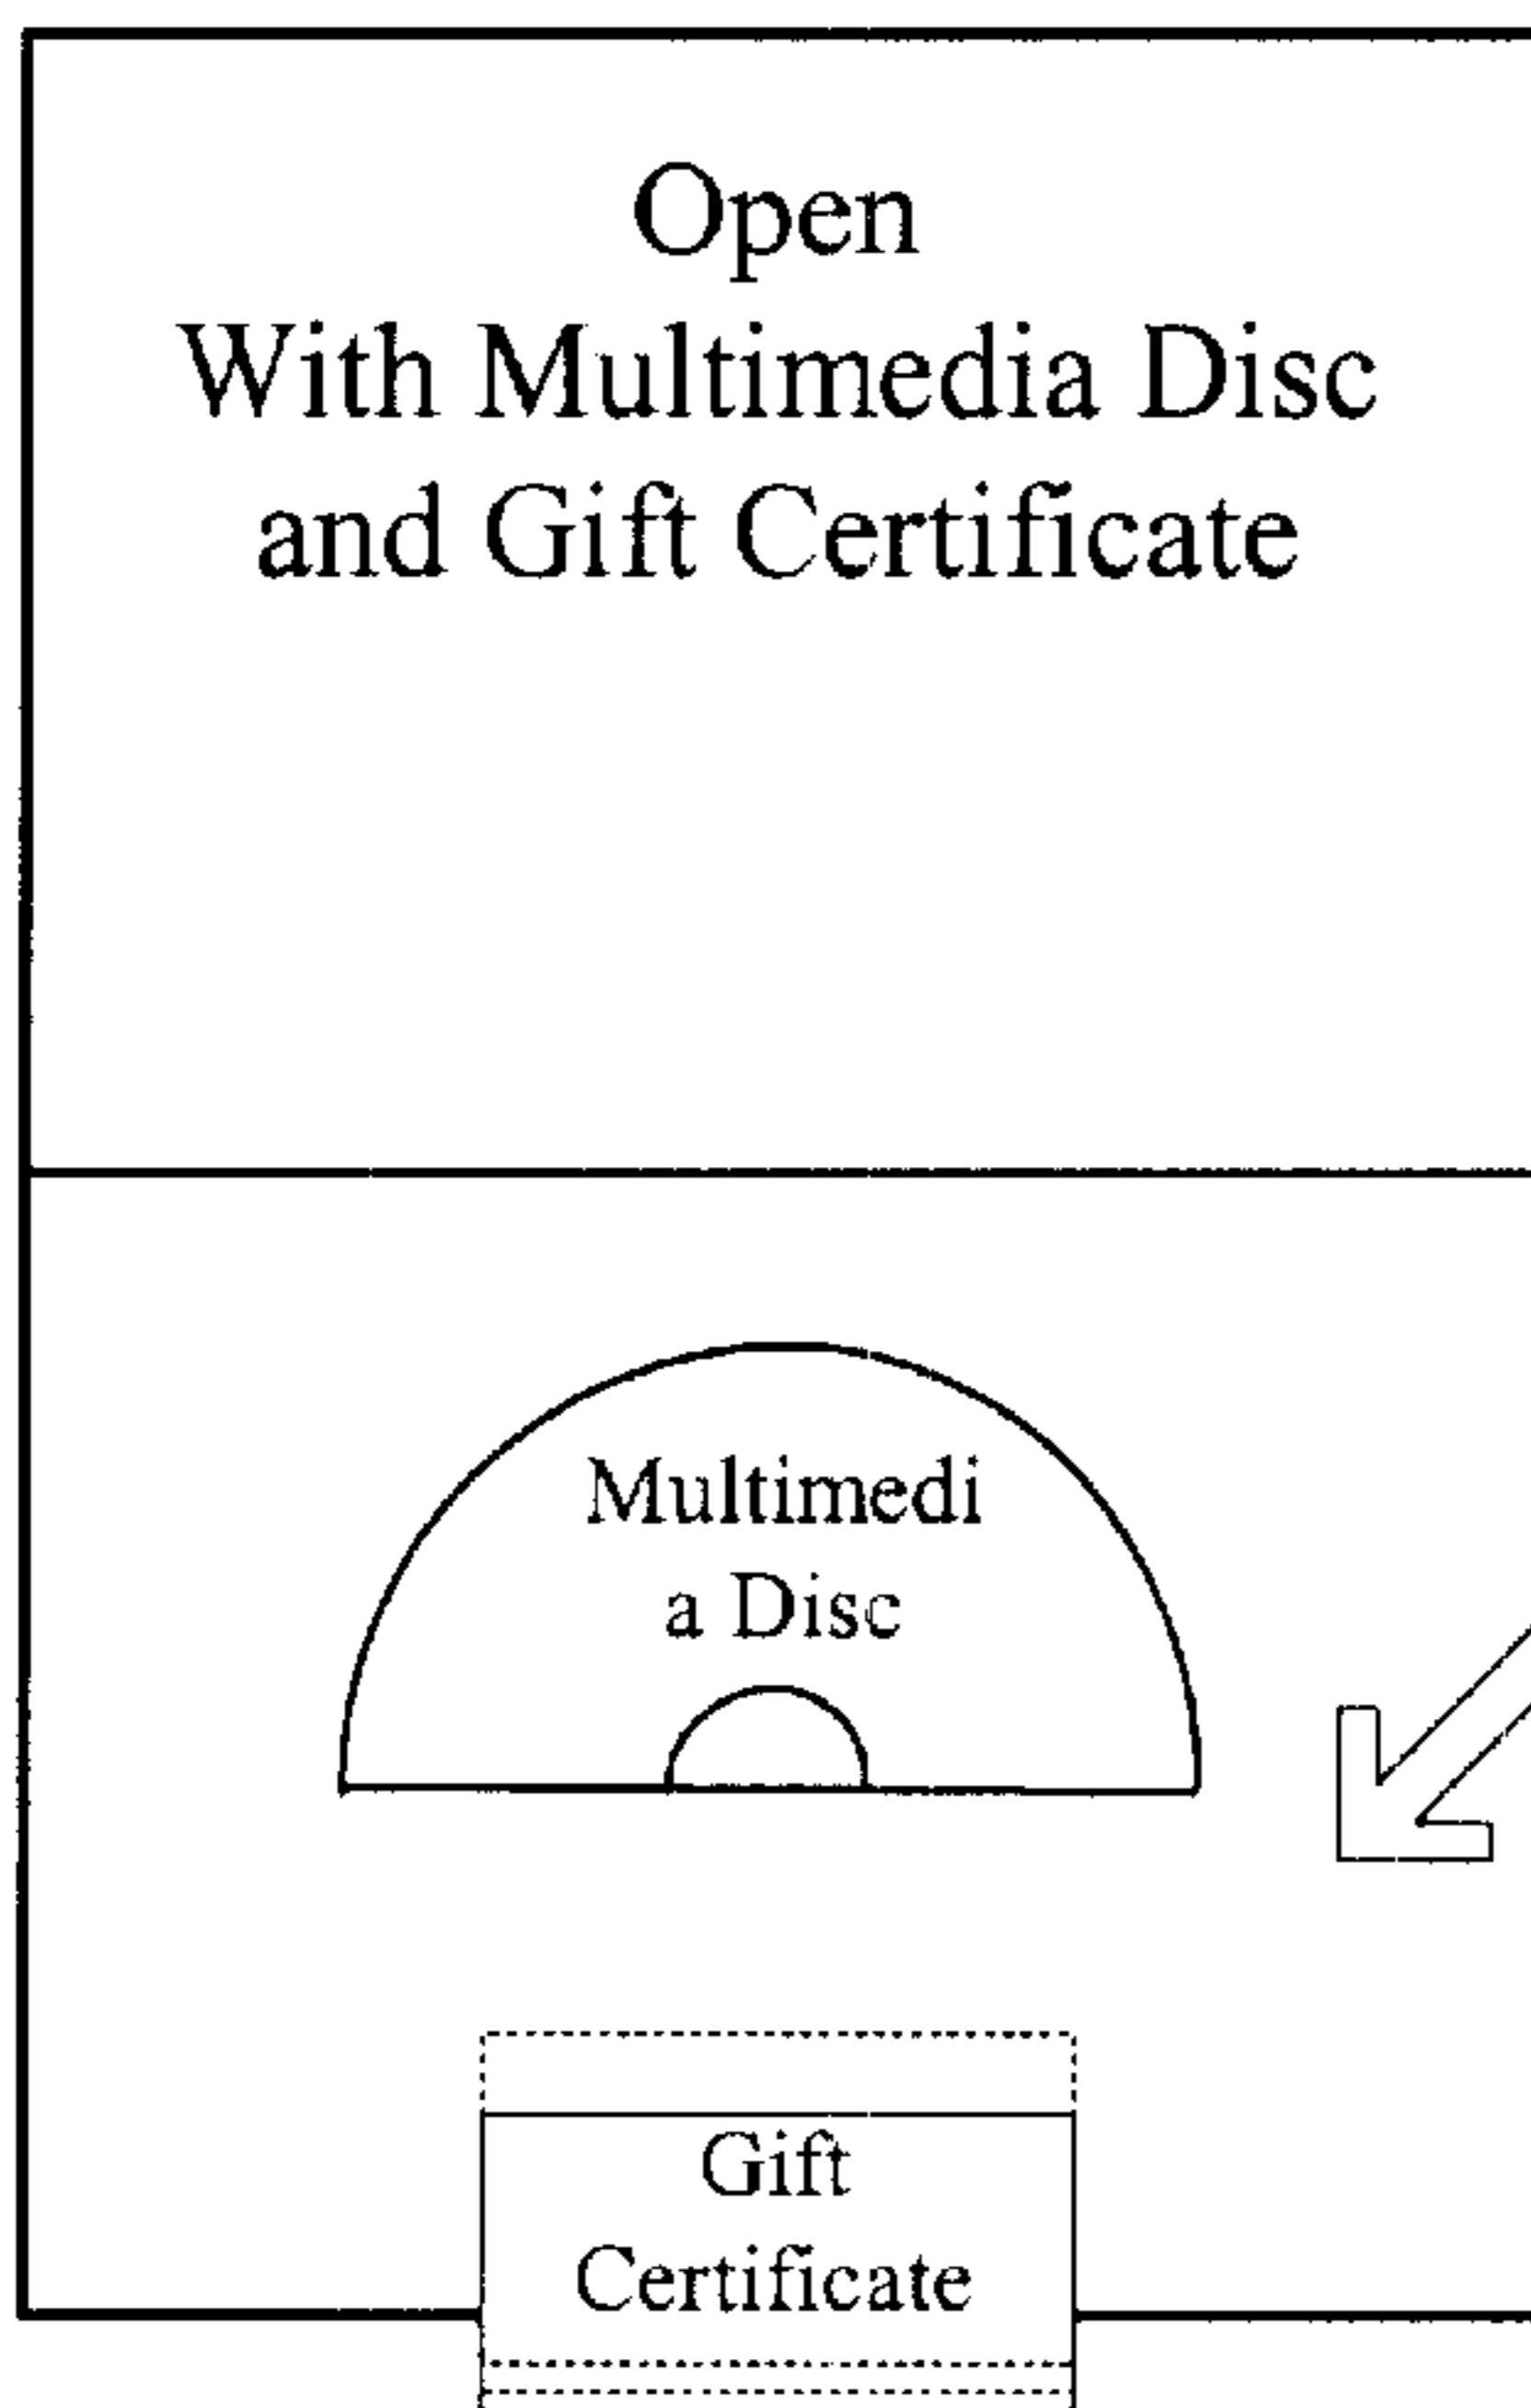 Open
With Multimedia Disc
and Gift Certificate
Multimedi
a Disc
Gift
Certificate